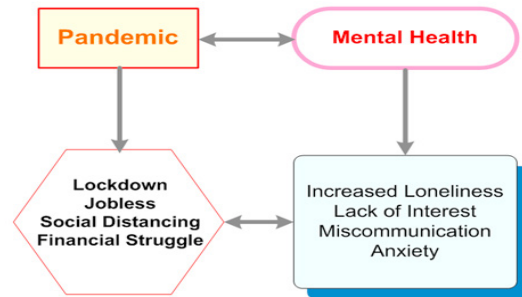 Pandemic
Mental Health
Lockdown
Jobless
Social Distancing
Financial Struggle
Increased Loneliness
Lack of Interest
Miscommunication
Anxiety